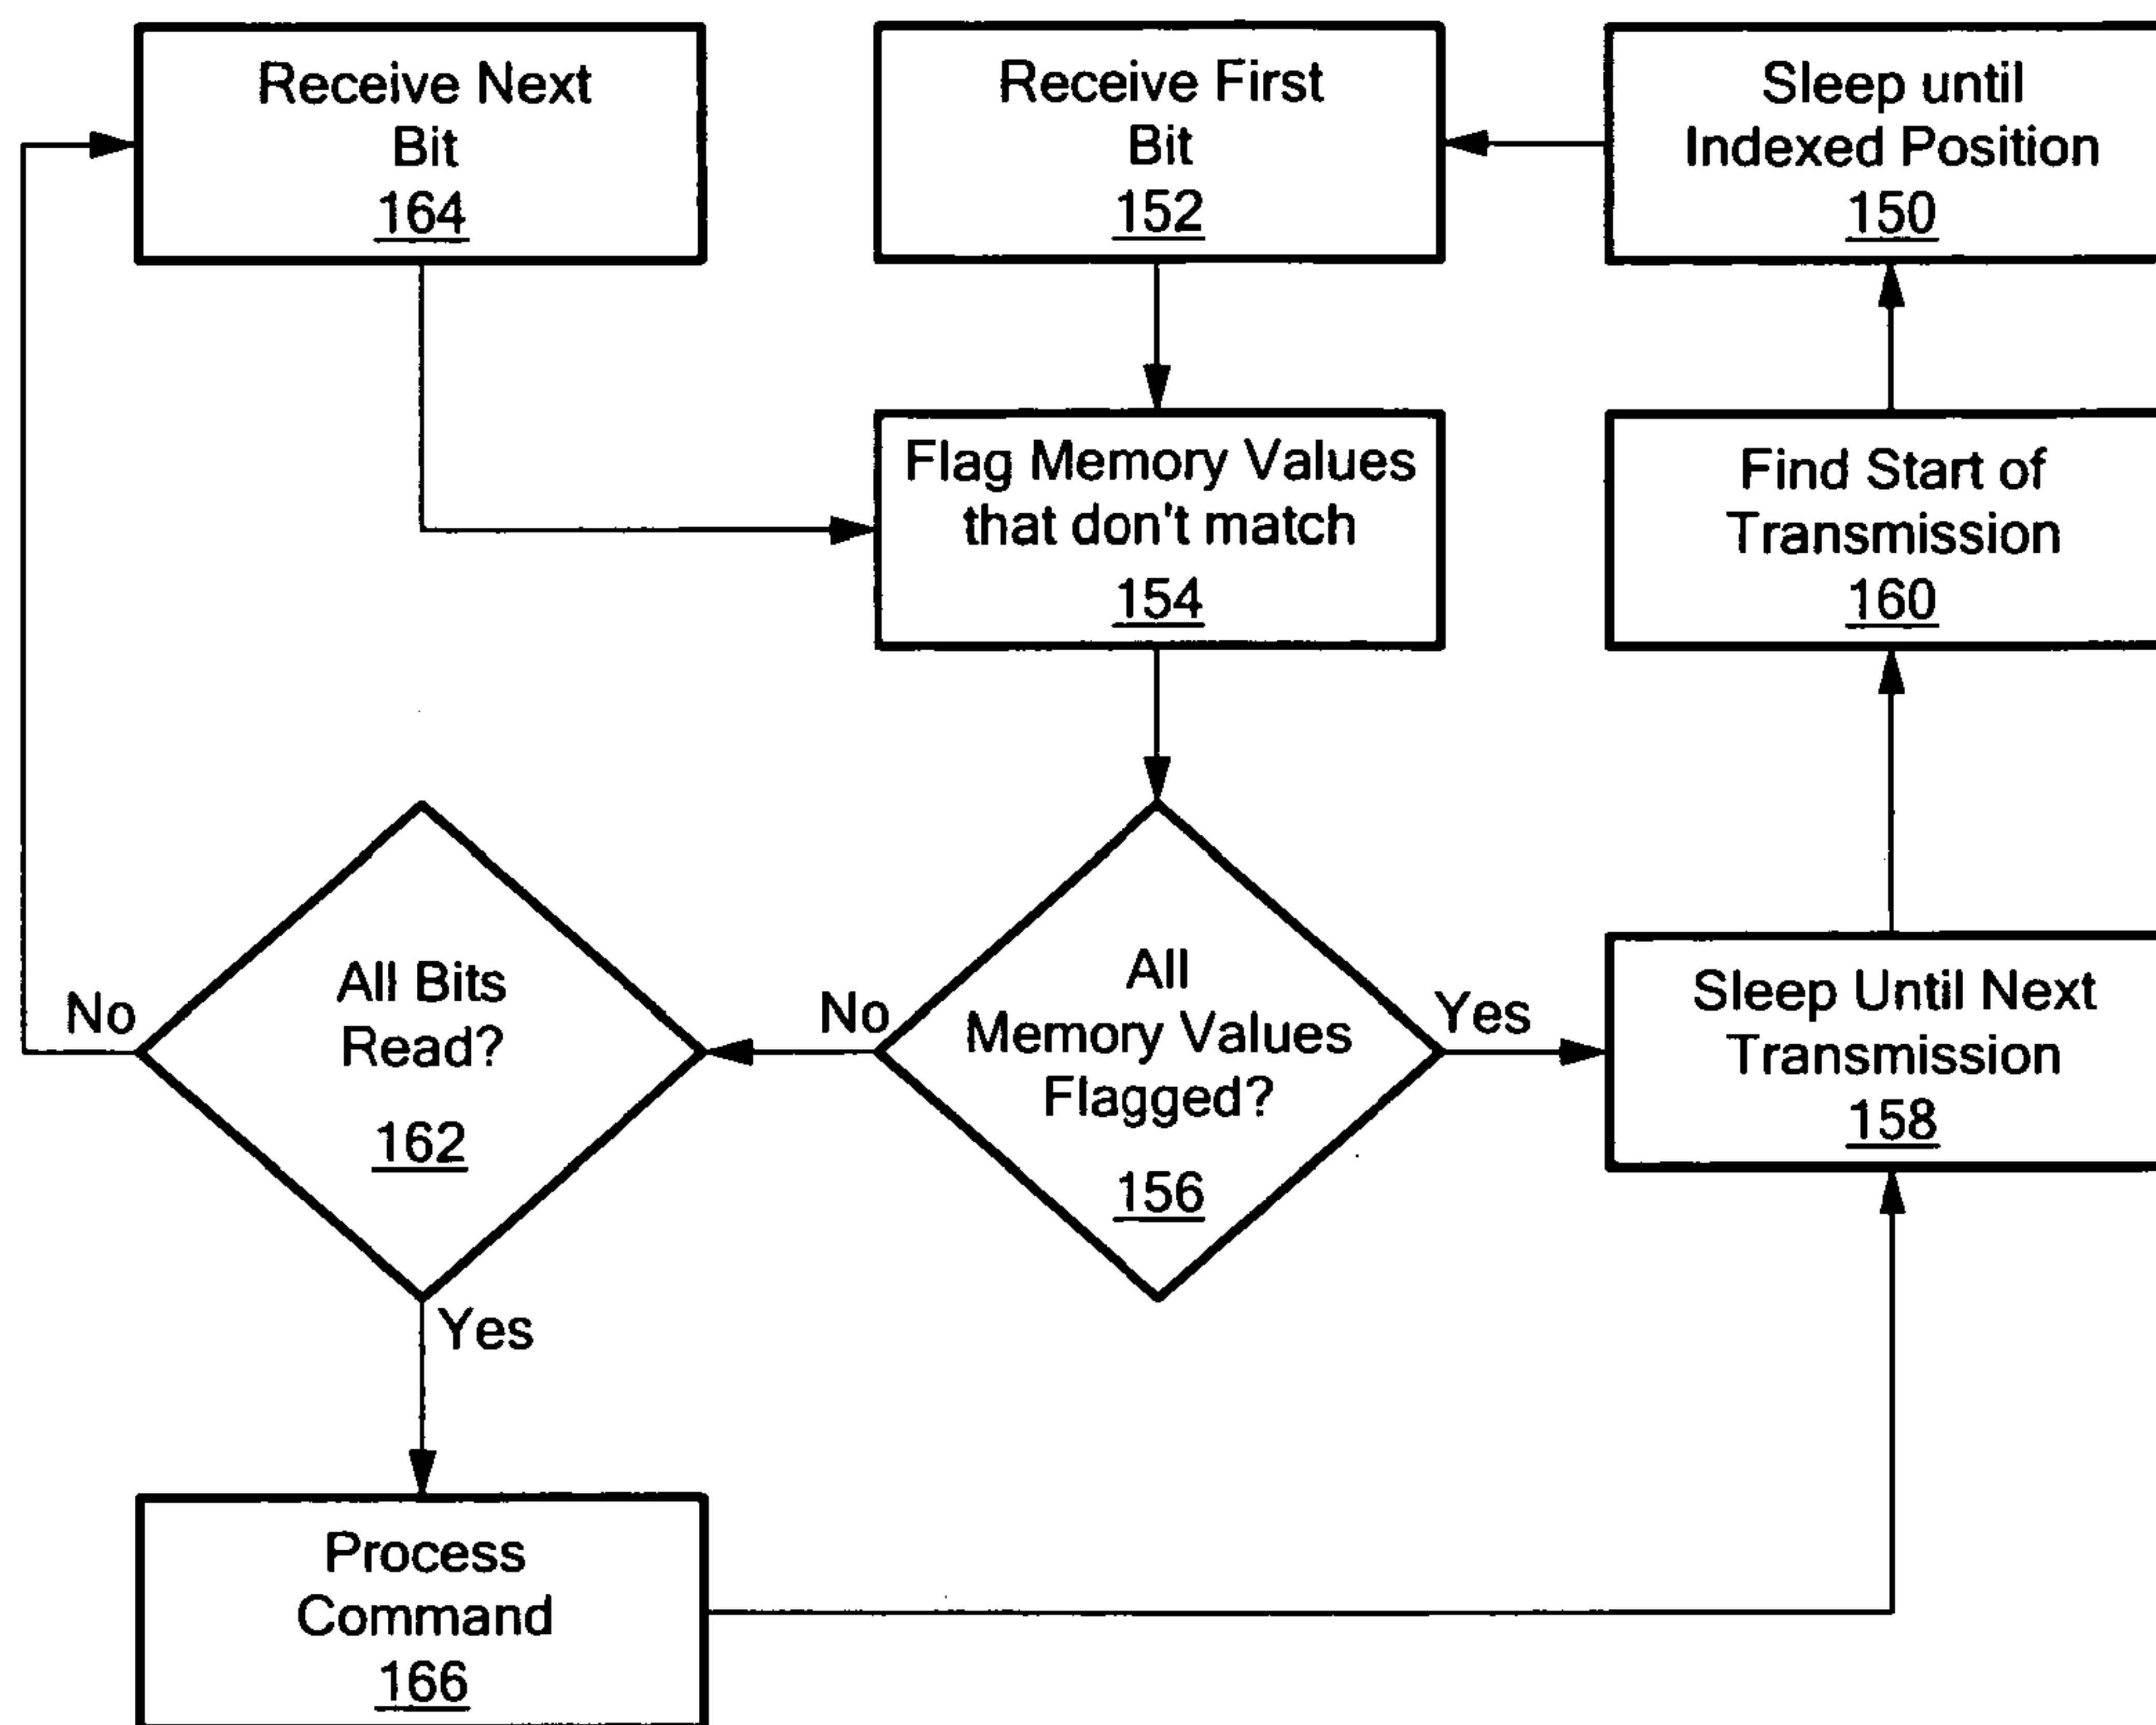 Receive Next
Bit
164
Receive First
Bit
152
Sleep until
Indexed Position
150
Flag Memory Values
that don't match
154
Find Start of
Transmission
160
No
All Bits
Read?
162
No
All
Memory Values
Flagged?
156
Yes
Sleep Until Next
Transmission
158
Yes
Process
Command
166